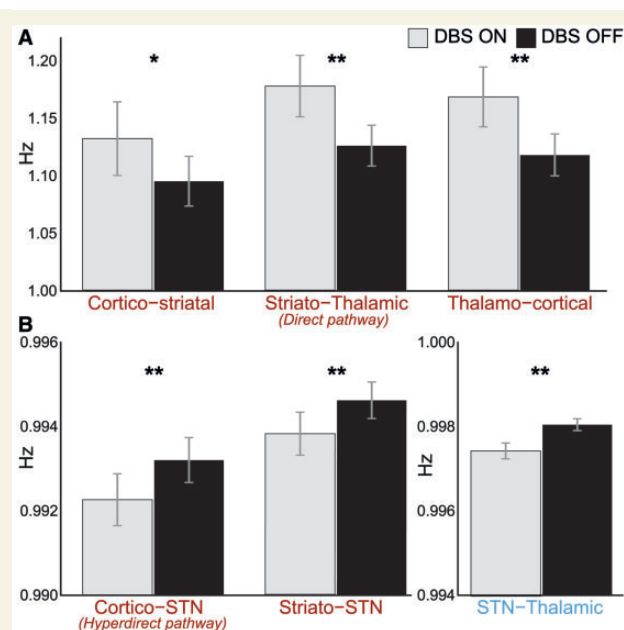 A
DBS ON DBS OFF
1.20
1.15
1.10
1.05
1.00
Hz
* ** **
Cortico-striatal Striato-Thalamic Thalamo-cortical
(Direct pathway)
B
0.996
0.994
0.992
0.990
Hz
** **
Cortico-STN Striato-STN
(Hyperdirect pathway)
1.000
0.998
0.996
0.994
Hz
**
STN-Thalamic